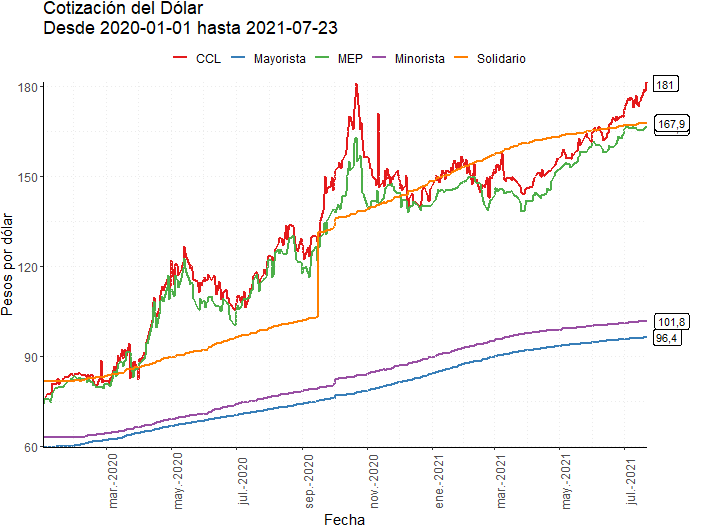 Cotización del Dólar
Desde 2020-01-01 hasta 2021-07-23
CCL Mayorista MEP Minorista Solidario
Pesos por dólar
180
150
120
90
60
181
167,9
101,8
96,4
mar.-2020
may.-2020
jul.-2020
sep.-2020
nov.-2020
ene.-2021
mar.-2021
may.-2021
jul.-2021
Fecha